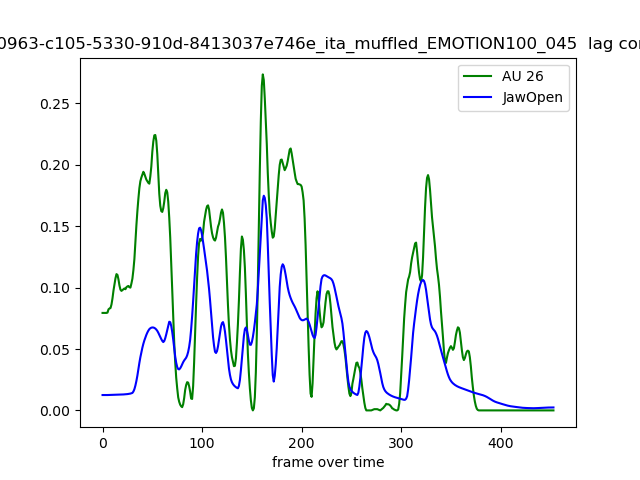 0963-c105-5330-910d-8413037e746e_ita_muffled_EMOTION100_045 lag
AU 26
JawOpen
0.25
0.20
0.15
0.10
0.05
0.00
0 100 200 300 400
frame over time